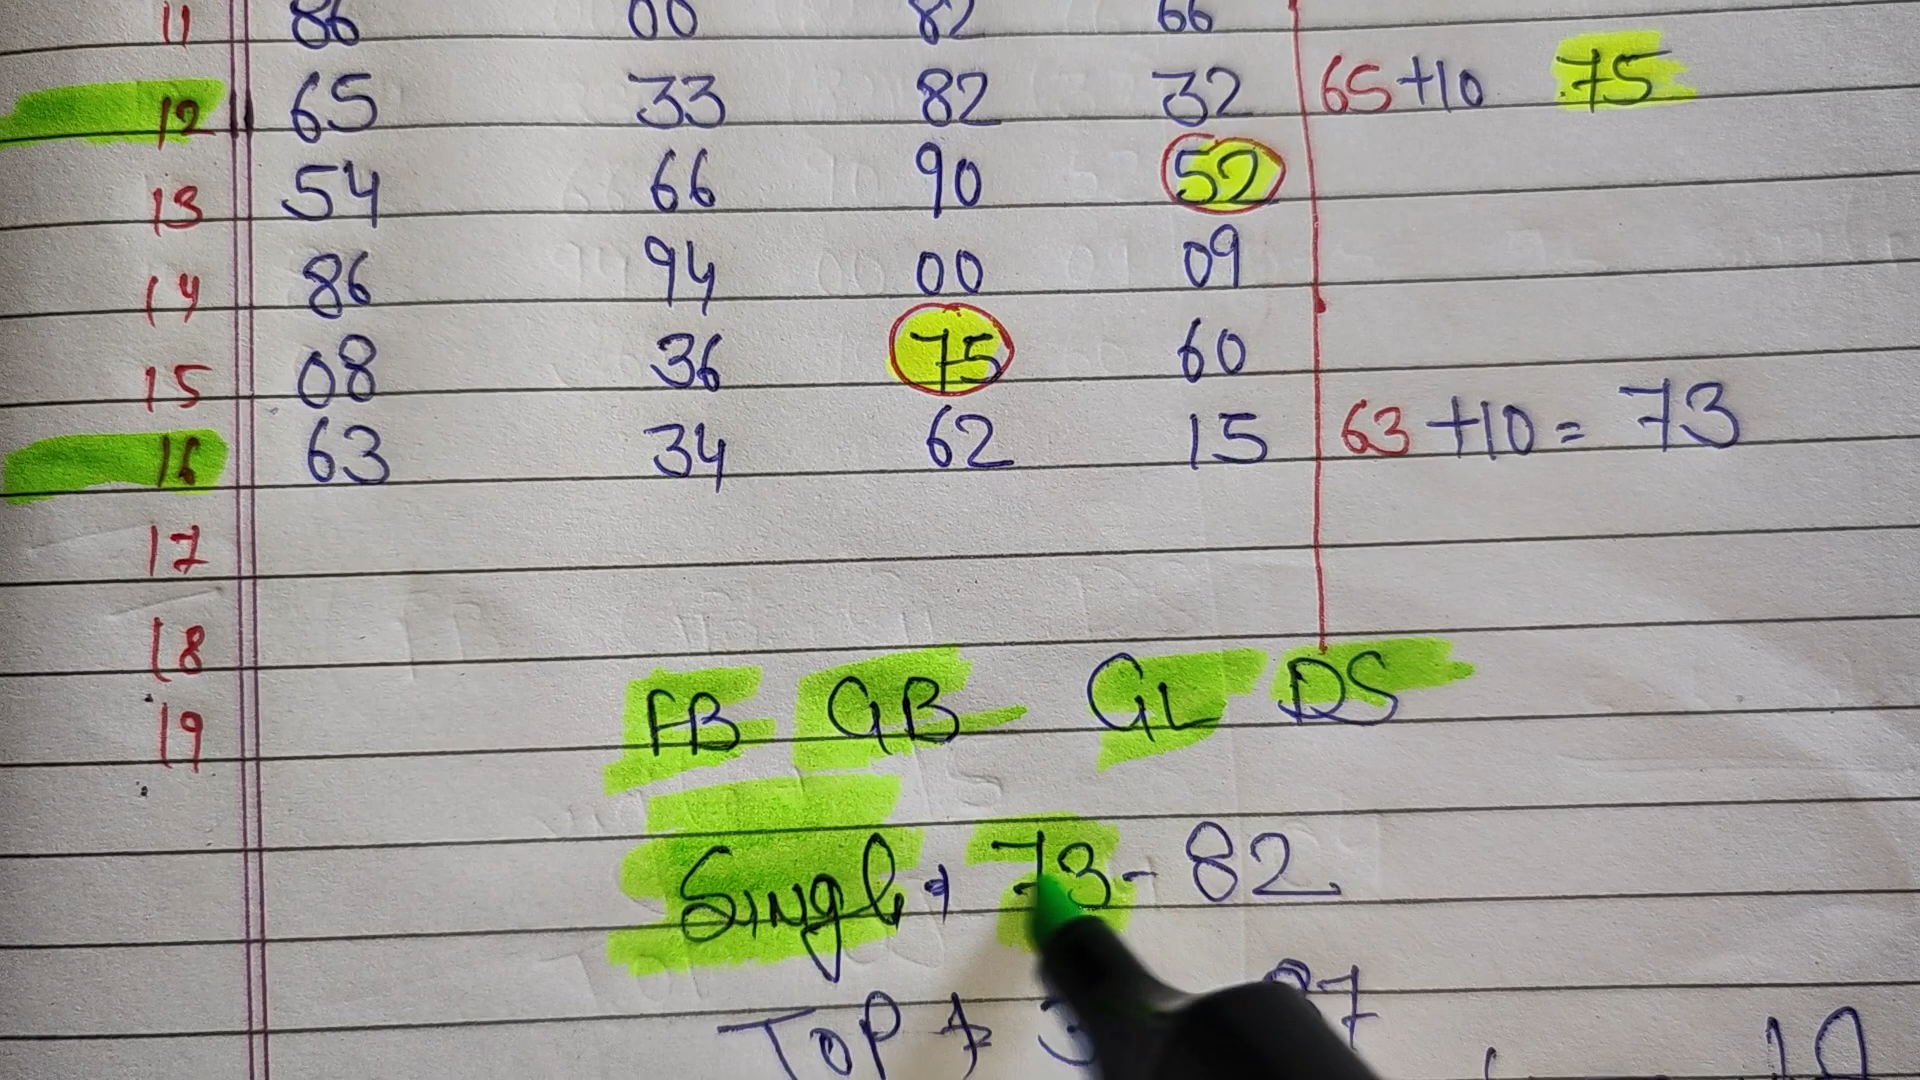 11 86 00 82 66
12 65 33 82 32 65+10 75
13 54 66 90 52
14 86 94 00 09
15 08 36 75 60
16 63 34 62 15 63+10= 73
17
18
19
FB GB GL DS
Single 73-82
TOP